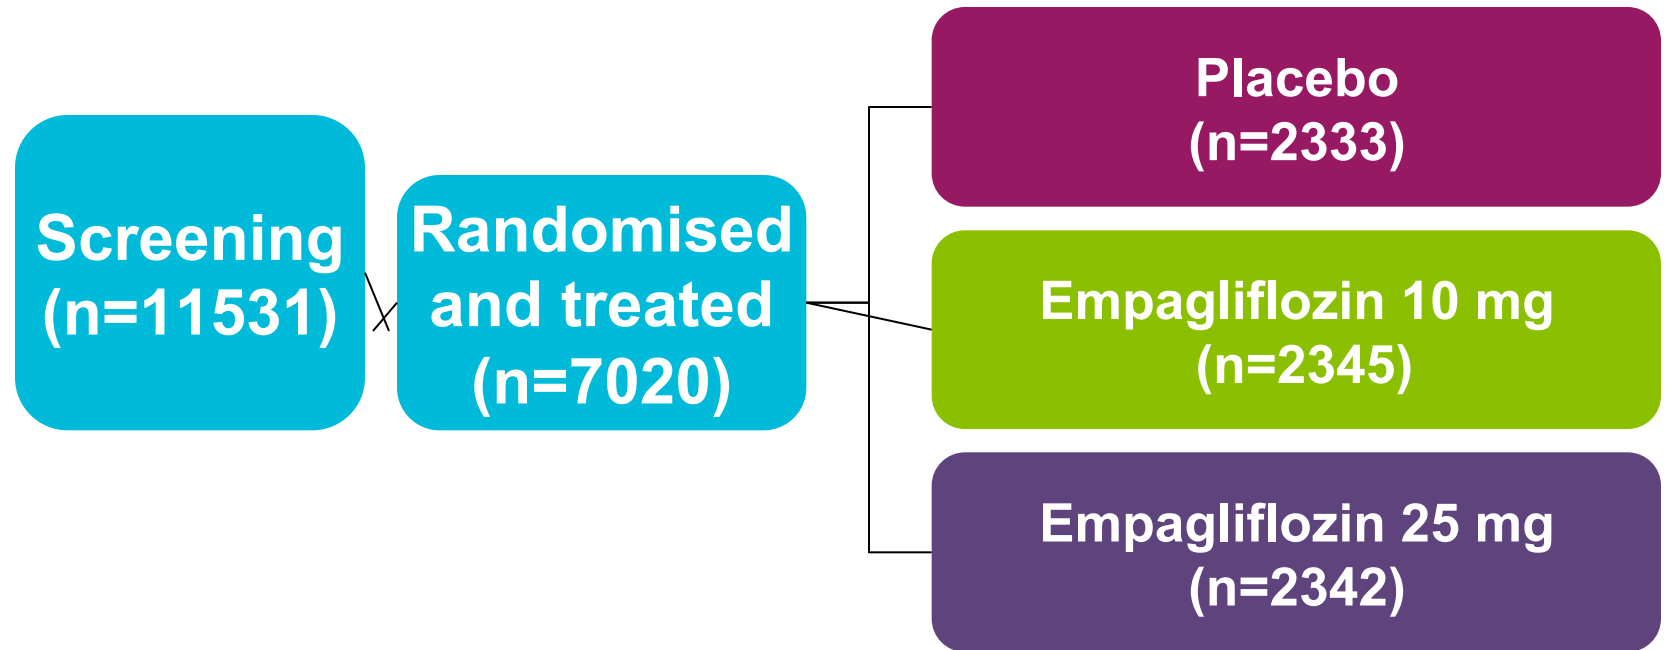 Screening
(n=11531)
Randomised
and treated
(n=7020)
Placebo
(n=2333)
Empagliflozin 10 mg
(n=2345)
Empagliflozin 25 mg
(n=2342)